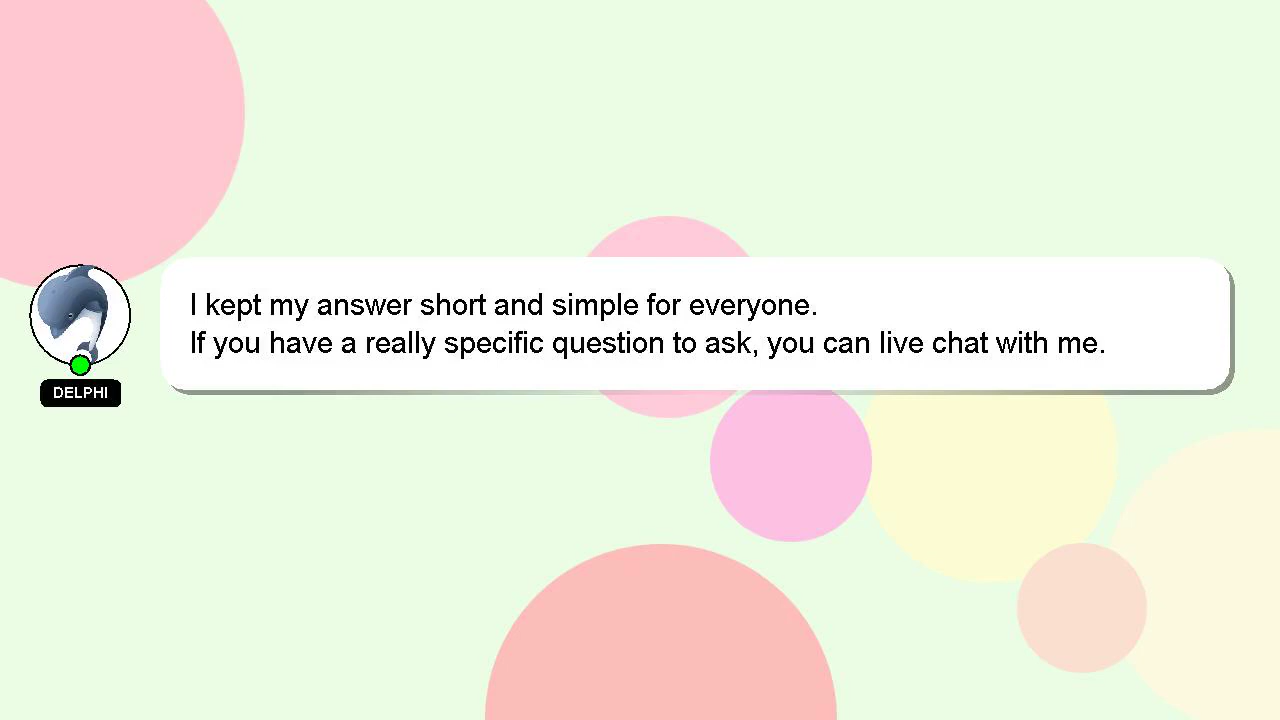 I kept my answer short and simple for everyone.
If you have a really specific question to ask, you can live chat with me.
DELPHI